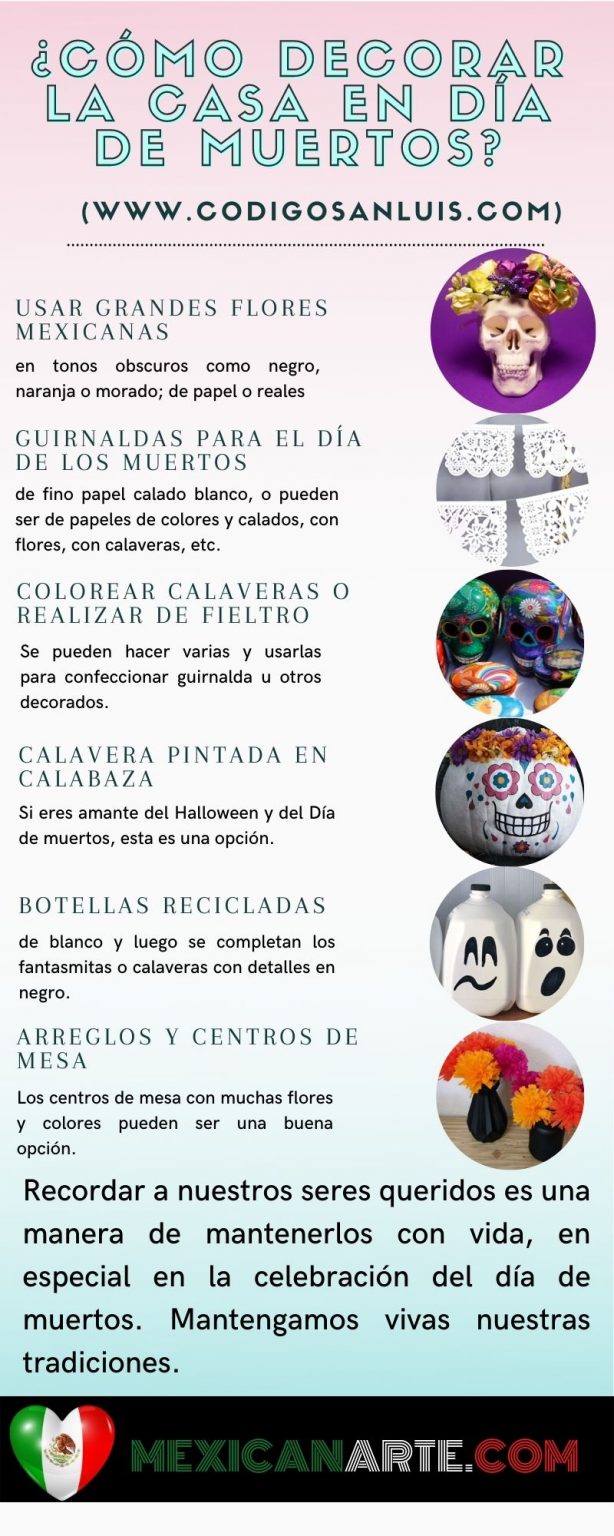 ¿CÓMO DECORAR
LA CASA EN DÍA
DE MUERTOS?
(WWW.CODIGOSANLUIS.COM)
USAR GRANDES FLORES
MEXICANAS
en tonos obscuros como negro,
naranja o morado; de papel o reales
GUIRNALDAS PARA EL DÍA
DE LOS MUERTOS
de fino papel calado blanco, o pueden
ser de papeles de colores y calados, con
flores, con calaveras, etc.
COLOREAR CALAVERAS O
REALIZAR DE FIELTRO
Se pueden hacer varias y usarlas
para confeccionar guirnalda u otros
decorados.
CALAVERA PINTADA EN
CALABAZA
Si eres amante del Halloween y del Día
de muertos, esta es una opción.
BOTELLAS RECICLADAS
de blanco y luego se completan los
fantasmitas o calaveras con detalles en
negro.
ARREGLOS Y CENTROS DE
MESA
Los centros de mesa con muchas flores
y colores pueden ser una buena
opción.
Recordar a nuestros seres queridos es una
manera de mantenerlos con vida, en
especial en la celebración del día de
muertos. Mantengamos vivas nuestras
tradiciones.
MEXICANARTE.COM